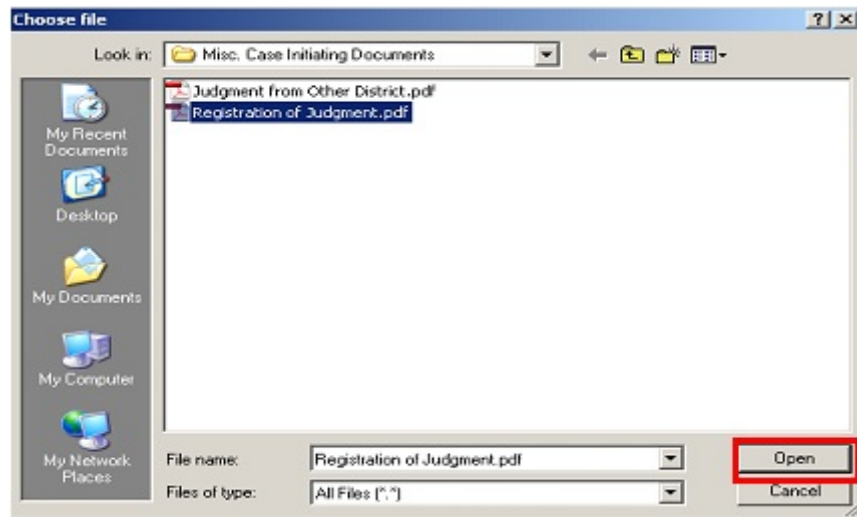 Choose file
Look in: Misc. Case Initiating Documents
Judgment from Other District.pdf
Registration of Judgment.pdf
My Recent
Documents
Desktop
My Documents
My Computer
My Network
Places
File name: Registration of Judgment.pdf Open
Files of type: All Files (*.*) Cancel